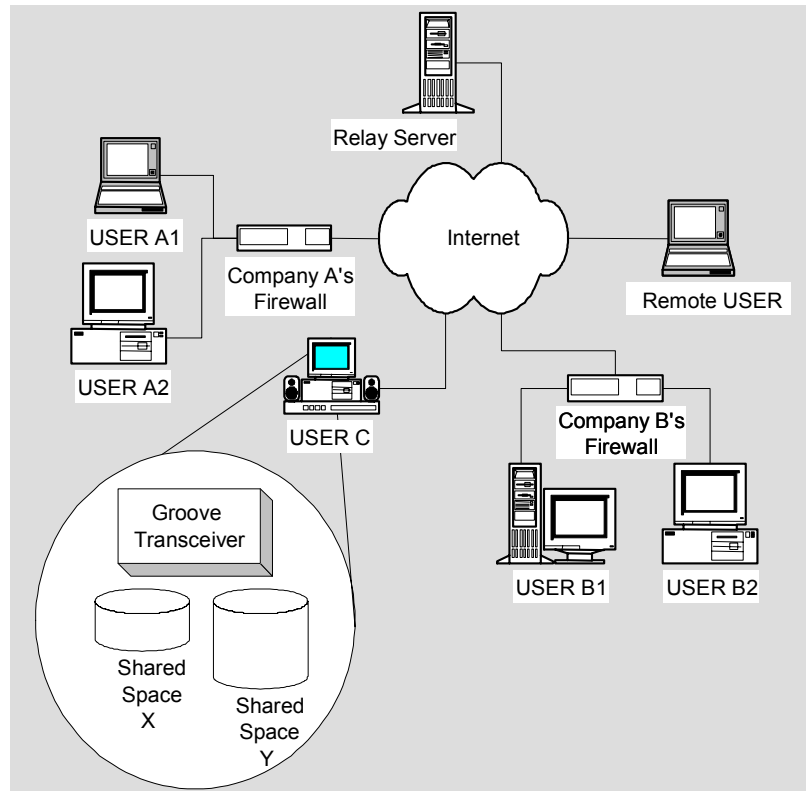 Relay Server
USER A1
Internet
Company A's
Firewall
Remote USER
USER A2
USER C
Company B's
Firewall
Groove
Transceiver
USER B1
USER B2
Shared
Space
X
Shared
Space
Y